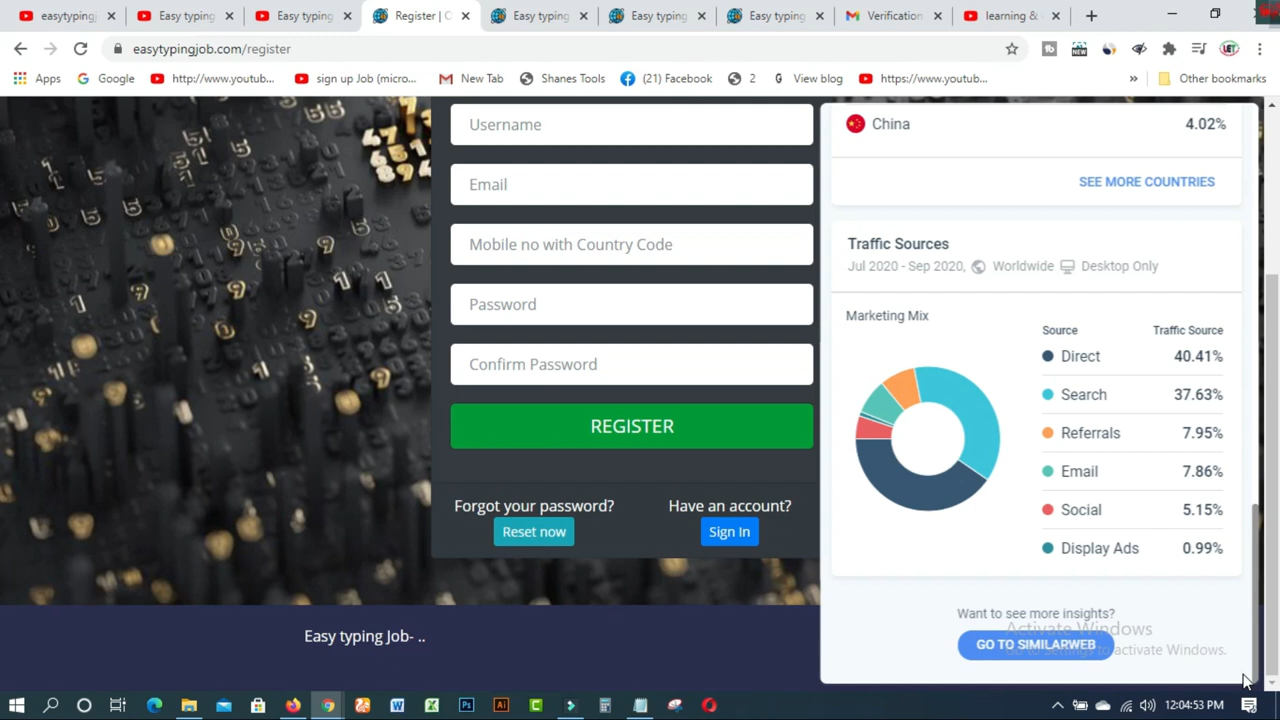 easytyping
Easy typing
Easy typing
Register | O
Easy typing
Easy typing
Easy typing
Verification
learning &
easytypingjob.com/register
Apps
Google
http://www.youtub...
sign up Job (micro...
New Tab
Shanes Tools
(21) Facebook
2
View blog
https://www.youtub...
Other bookmarks
Username
Email
Mobile no with Country Code
Password
Confirm Password
REGISTER
Forgot your password?
Have an account?
Reset now
Sign In
Easy typing Job- ..
China 4.02%
SEE MORE COUNTRIES
Traffic Sources
Jul 2020 - Sep 2020, Worldwide Desktop Only
Marketing Mix
Source Traffic Source
Direct 40.41%
Search 37.63%
Referrals 7.95%
Email 7.86%
Social 5.15%
Display Ads 0.99%
Want to see more insights?
GO TO SIMILARWEB
Activate Windows
Go to Settings to activate Windows.
12:04:53 PM